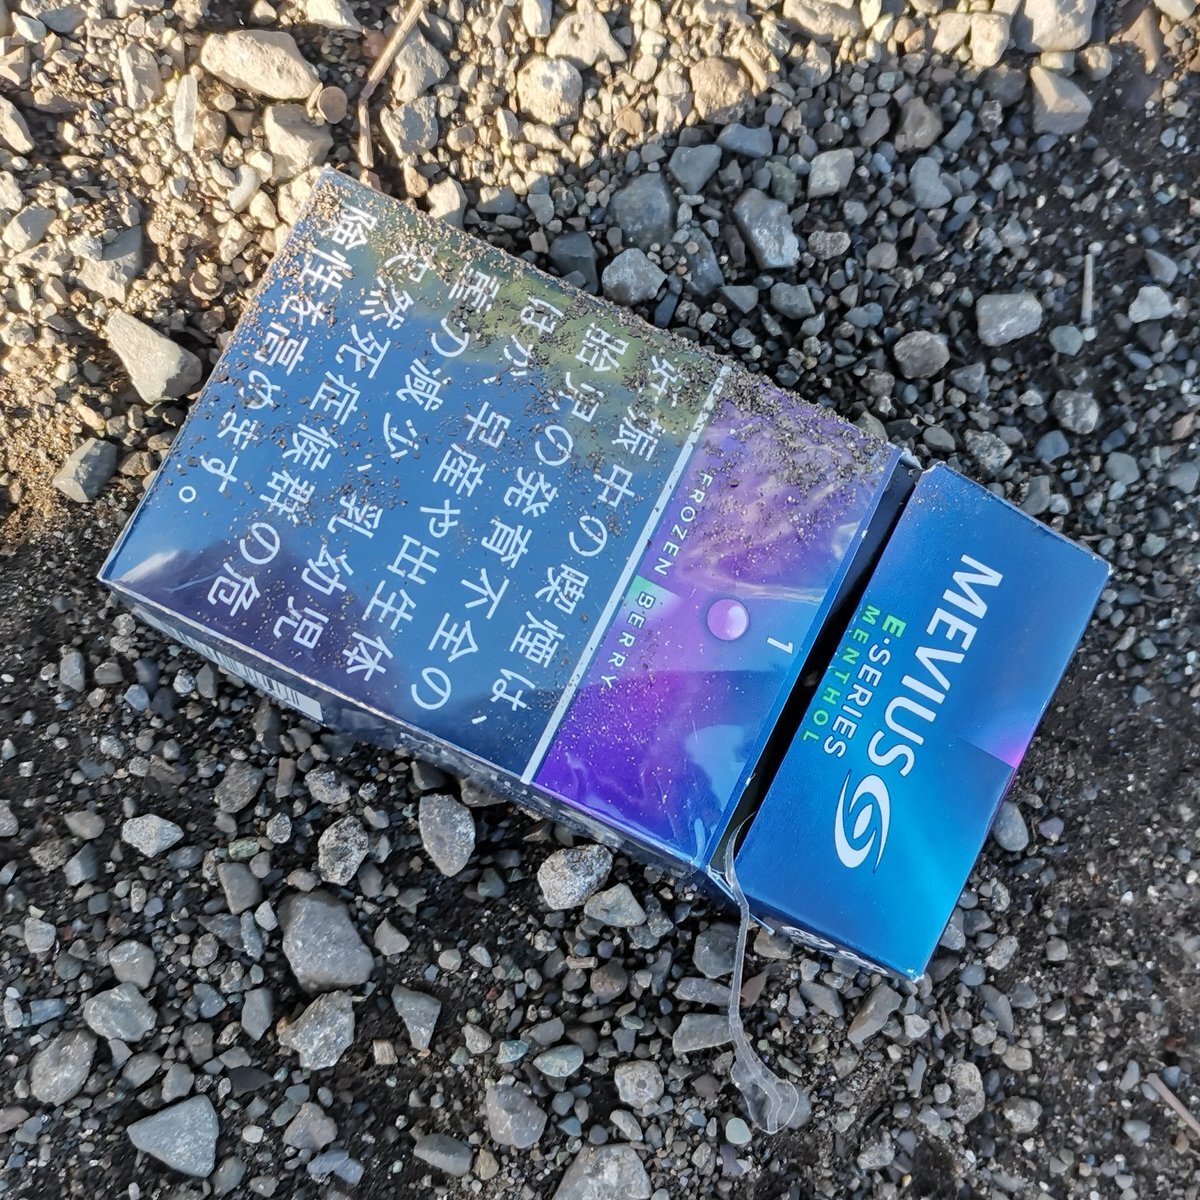 MEVIUS
E-SERIES
MENTHOL
1
FROZEN BERRY
妊娠中の喫煙は、
胎児の発育不全の
ほか、早産や出生体
重の減少、乳幼児
突然死症候群の危
険性を高めます。